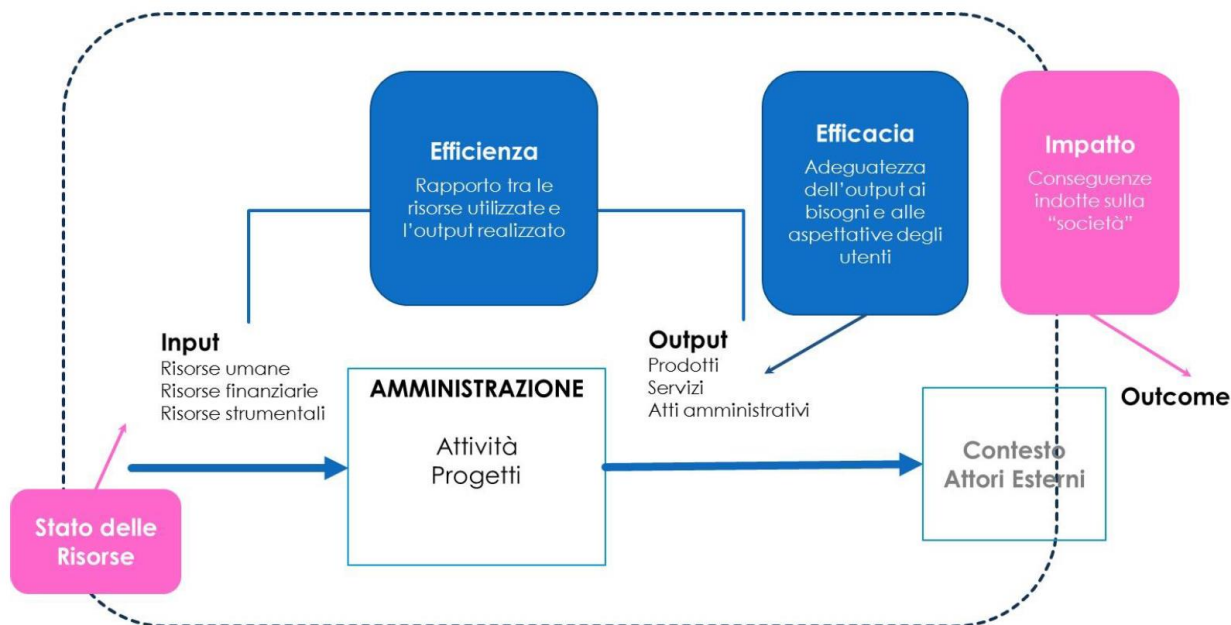 Efficienza
Rapporto tra le
risorse utilizzate e
l'output realizzato
Efficacia
Adeguatezza
dell'output ai
bisogni e alle
aspettative degli
utenti
Impatto
Conseguenze
indotte sulla
"società"
Input
Risorse umane
Risorse finanziarie
Risorse strumentali
AMMINISTRAZIONE
Attività
Progetti
Output
Prodotti
Servizi
Atti amministrativi
Outcome
Contesto
Attori Esterni
Stato delle
Risorse